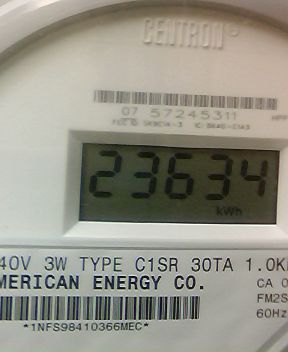 CENTRON®
07 57245311
23634
kWh
40V 3W TYPE C1SR 30TA 1.0K
MERICAN ENERGY CO.
CA 0
FM2S
60Hz
*1NFS98410366MEC*